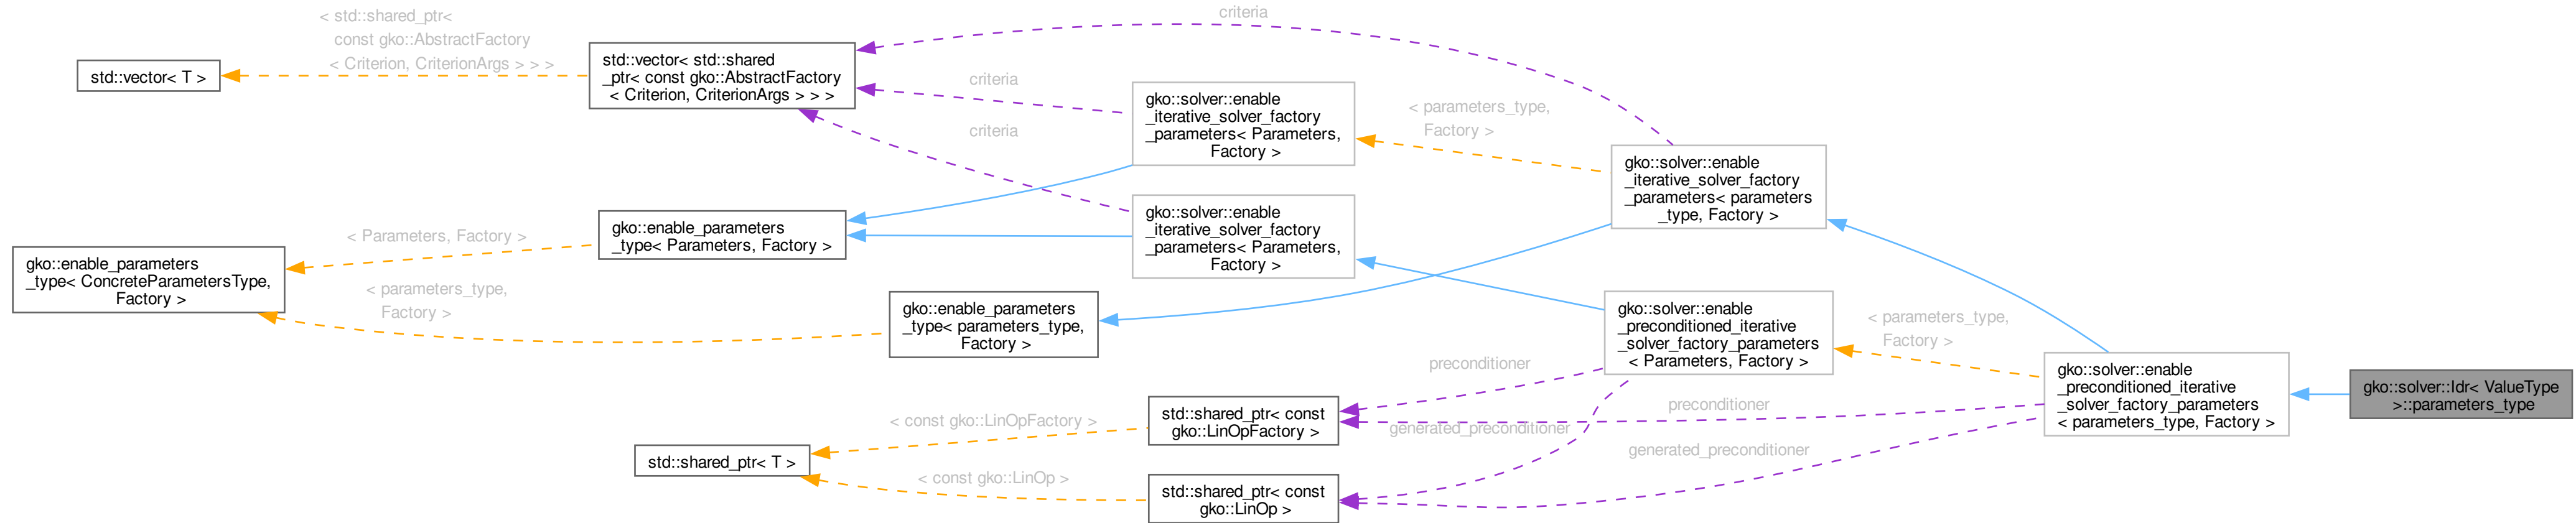 std::vector< T >
gko::enable_parameters
_type< ConcreteParametersType,
Factory >
< std::shared_ptr<
const gko::AbstractFactory
< Criterion, CriterionArgs > > >
< Parameters, Factory >
< parameters_type,
Factory >
std::vector< std::shared
_ptr< const gko::AbstractFactory
< Criterion, CriterionArgs > > >
gko::enable_parameters
_type< Parameters, Factory >
gko::enable_parameters
_type< parameters_type,
Factory >
std::shared_ptr< T >
< const gko::LinOpFactory >
< const gko::LinOp >
criteria
criteria
criteria
gko::solver::enable
_iterative_solver_factory
_parameters< Parameters,
Factory >
gko::solver::enable
_iterative_solver_factory
_parameters< Parameters,
Factory >
std::shared_ptr< const
gko::LinOpFactory >
std::shared_ptr< const
gko::LinOp >
< parameters_type,
Factory >
preconditioner
generated_preconditioner
gko::solver::enable
_iterative_solver_factory
_parameters< parameters
_type, Factory >
gko::solver::enable
_preconditioned_iterative
_solver_factory_parameters
< Parameters, Factory >
preconditioner
generated_preconditioner
< parameters_type,
Factory >
gko::solver::enable
_preconditioned_iterative
_solver_factory_parameters
< parameters_type, Factory >
gko::solver::Idr< ValueType
>::parameters_type